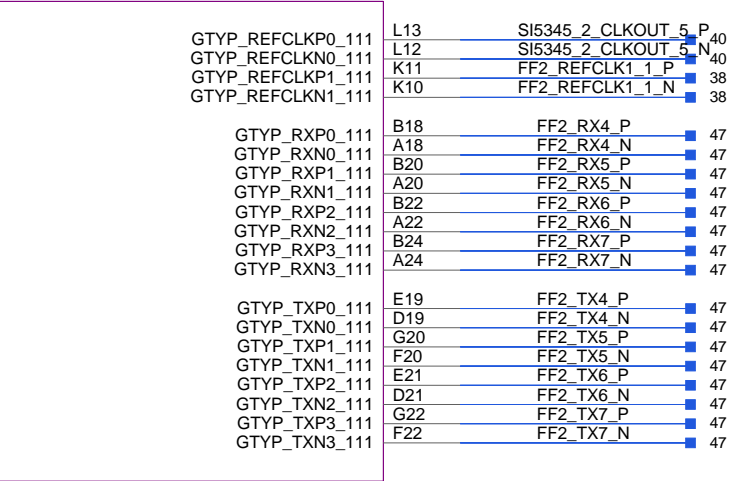 GTYP_REFCLKP0_111 L13 SI5345_2_CLKOUT_5_P 40
GTYP_REFCLKN0_111 L12 SI5345_2_CLKOUT_5_N 40
GTYP_REFCLKP1_111 K11 FF2_REFCLK1_1_P 38
GTYP_REFCLKN1_111 K10 FF2_REFCLK1_1_N 38
GTYP_RXP0_111 B18 FF2_RX4_P 47
GTYP_RXN0_111 A18 FF2_RX4_N 47
GTYP_RXP1_111 B20 FF2_RX5_P 47
GTYP_RXN1_111 A20 FF2_RX5_N 47
GTYP_RXP2_111 B22 FF2_RX6_P 47
GTYP_RXN2_111 A22 FF2_RX6_N 47
GTYP_RXP3_111 B24 FF2_RX7_P 47
GTYP_RXN3_111 A24 FF2_RX7_N 47
GTYP_TXP0_111 E19 FF2_TX4_P 47
GTYP_TXN0_111 D19 FF2_TX4_N 47
GTYP_TXP1_111 G20 FF2_TX5_P 47
GTYP_TXN1_111 F20 FF2_TX5_N 47
GTYP_TXP2_111 E21 FF2_TX6_P 47
GTYP_TXN2_111 D21 FF2_TX6_N 47
GTYP_TXP3_111 G22 FF2_TX7_P 47
GTYP_TXN3_111 F22 FF2_TX7_N 47